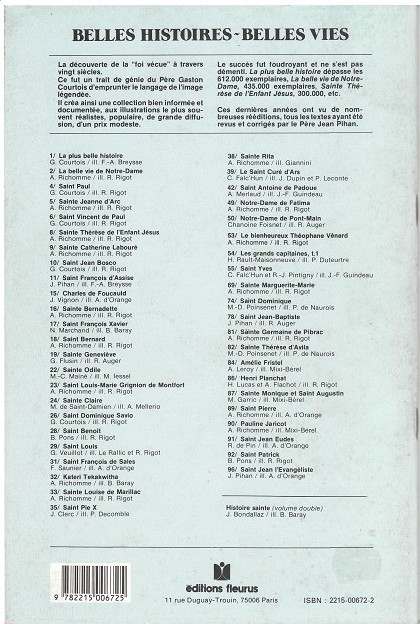 BELLES HISTOIRES - BELLES VIES
La découverte de la "foi vécue" à travers
vingt siècles.
Ce fut un trait de génie du Père Gaston
Courtois d'emprunter le langage de l'image
légendée.
Il créa ainsi une collection bien informée et
documentée, aux illustrations le plus sou-
vent réalistes, populaire, de grande diffu-
sion, d'un prix modeste.
Le succès fut foudroyant et ne s'est pas
démenti. La plus belle histoire dépasse les
612.000 exemplaires, La belle vie de Notre-
Dame, 435.000 exemplaires, Sainte Thé-
rèse de l'Enfant Jésus, 300.000, etc.
Ces dernières années ont vu de nom-
breuses rééditions, tous les textes ayant été
revus et corrigés par le Père Jean Pihan.
1/ La plus belle histoire
G. Courtois / ill. F.-A. Breysse
2/ La belle vie de Notre-Dame
A. Richomme / ill. R. Rigot
4/ Saint Paul
G. Courtois / ill. R. Rigot
5/ Sainte Jeanne d'Arc
A. Richomme / ill. R. Rigot
6/ Saint Vincent de Paul
G. Courtois / ill. R. Rigot
8/ Sainte Thérèse de l'Enfant Jésus
A. Richomme / ill. R. Rigot
9/ Sainte Catherine Labouré
A. Richomme / ill. R. Rigot
10/ Saint Jean Bosco
G. Courtois / ill. R. Rigot
11/ Saint François d'Assise
J. Pihan / ill. F.-A. Breysse
15/ Charles de Foucauld
J. Vignon / ill. A. d'Orange
16/ Sainte Bernadette
A. Richomme / ill. R. Rigot
17/ Saint François Xavier
N. Marchand / ill. B. Baray
18/ Saint Bernard
A. Richomme / ill. R. Rigot
19/ Sainte Geneviève
G. Flusin / ill. R. Auger
22/ Sainte Odile
M.-C. Maine / ill. M. Iessel
23/ Saint Louis-Marie Grignion de Montfort
A. Richomme / ill. R. Rigot
24/ Sainte Claire
M. de Saint-Damien / ill. A. Mellerio
26/ Saint Dominique Savio
G. Courtois / ill. R. Rigot
28/ Saint Benoit
B. Pons / ill. R. Rigot
29/ Saint Louis
G. Veuillot / ill. Le Rallic et R. Rigot
31/ Saint François de Sales
F. Saunier / ill. A. d'Orange
32/ Kateri Tekakwitha
A. Richomme / ill. B. Baray
33/ Sainte Louise de Marillac
A. Richomme / ill. R. Rigot
35/ Saint Pie X
J. Clerc / ill. P. Decomble
38/ Sainte Rita
A. Richomme / ill. Giannini
39/ Le Saint Curé d'Ars
C. Falc'Hun / ill. J. Dupin et P. Leconte
42/ Saint Antoine de Padoue
A. Merlaud / ill. J.-F. Guindeau
49/ Notre-Dame de Fatima
A. Richomme / ill. R. Rigot
50/ Notre-Dame de Pont-Main
Chanoine Foisnet / ill. R. Auger
53/ Le bienheureux Théophane Vénard
A. Richomme / ill. R. Rigot
54/ Les grands capitaines, t.1
H. Rault-Maisonneuve / ill. P. Duteurtre
55/ Saint Yves
C. Falc'Hun et R.-J. Pintigny / ill. J.-F. Guindeau
69/ Sainte Marguerite-Marie
A. Richomme / ill. R. Rigot
74/ Saint Dominique
M.-D. Poinsenet / ill. P. de Naurois
78/ Saint Jean-Baptiste
J. Pihan / ill. R. Auger
81/ Sainte Germaine de Pibrac
A. Richomme / ill. R. Rigot
82/ Sainte Thérèse d'Avila
M.-D. Poinsenet / ill. P. de Naurois
84/ Amélie Fristel
A. Leroy / ill. Mixi-Bérel
86/ Henri Planchat
H. Lucas et A. Flachot / ill. R. Rigot
87/ Sainte Monique et Saint Augustin
M. Garric / ill. Mixi-Bérel
89/ Saint Pierre
A. Richomme / ill. A. d'Orange
90/ Pauline Jaricot
A. Richomme / ill. Mixi-Bérel
91/ Saint Jean Eudes
R. de Pin / ill. A. d'Orange
92/ Saint Patrick
B. Pons / ill. R. Rigot
96/ Saint Jean l'Evangéliste
J. Pihan / ill. A. d'Orange
Histoire sainte (volume double)
J. Bondallaz / ill. B. Baray
9 782215 006725
éditions fleurus
11 rue Duguay-Trouin, 75006 Paris
ISBN : 2215-00672-2